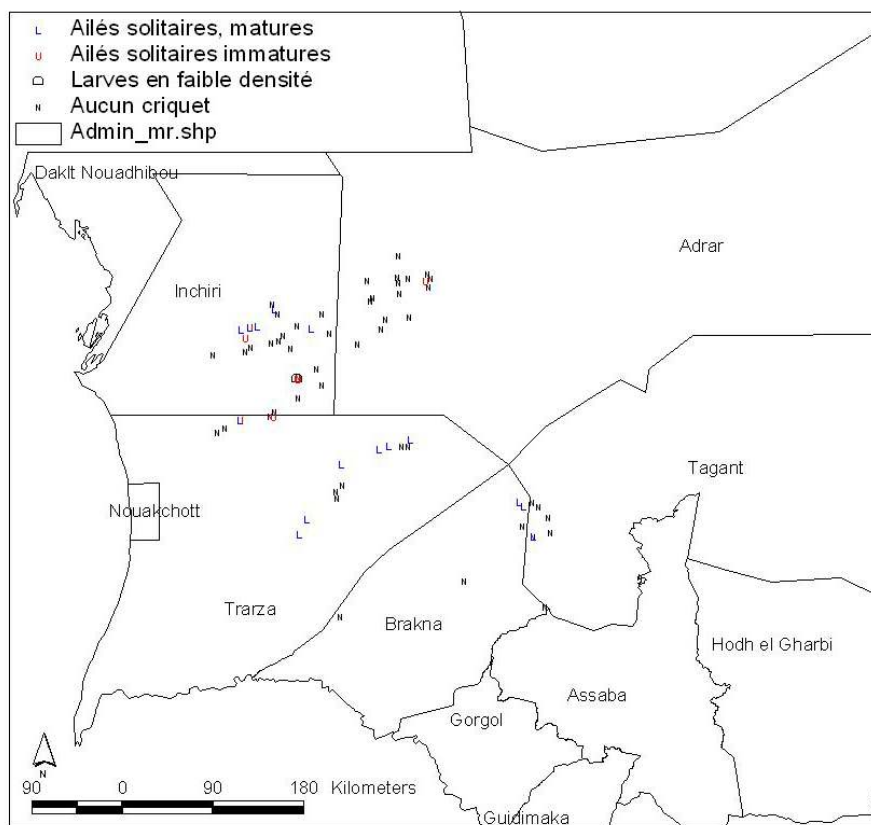 L Ailés solitaires, matures
U Ailés solitaires immatures
Larves en faible densité
N Aucun criquet
Admin_mr.shp
Daklt Nouadhibou
Adrar
Inchiri
Tagant
Nouakchott
Trarza
Brakna
Hodh el Gharbi
Assaba
Gorgol
N
90 0 90 180 Kilometers
Guidimaka